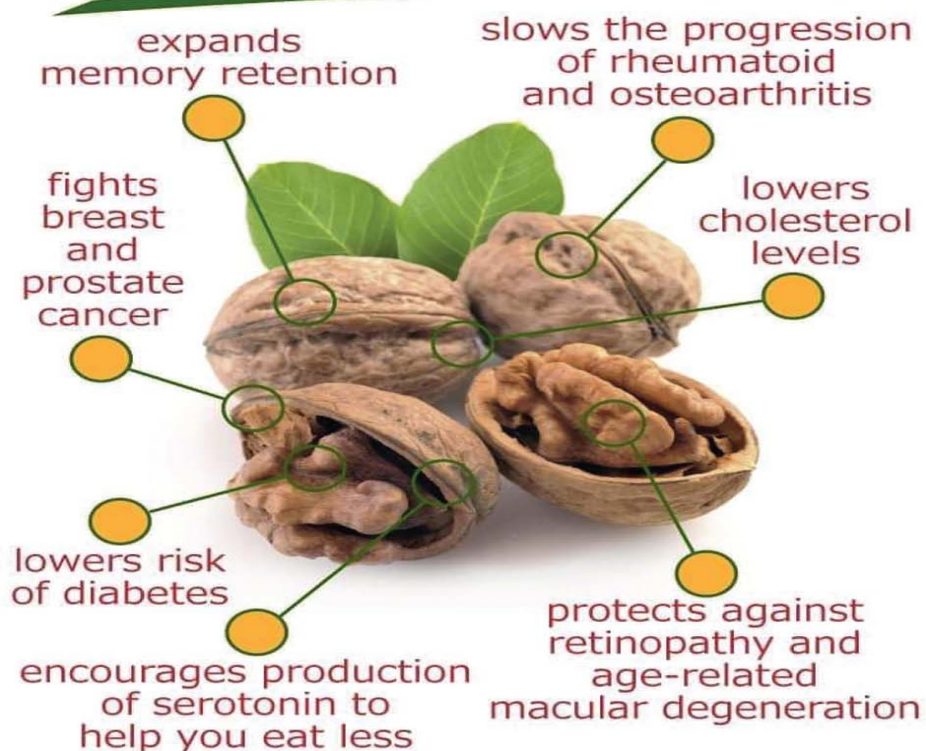 expands
memory retention
slows the progression
of rheumatoid
and osteoarthritis
fights
breast
and
prostate
cancer
lowers
cholesterol
levels
lowers risk
of diabetes
encourages production
of serotonin to
help you eat less
protects against
retinopathy and
age-related
macular degeneration